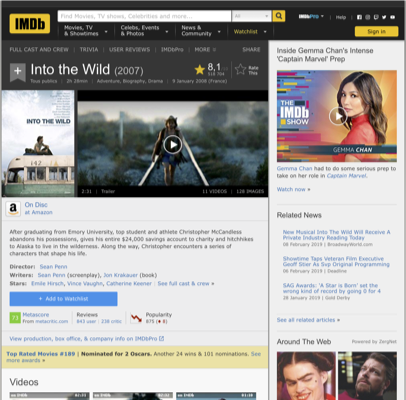 IMDb
Find Movies, TV shows, Celebrities and more...
All
IMDbPro
Help
Movies, TV
& Showtimes
Celebs, Events
& Photos
News &
Community
Watchlist
Sign in
FULL CAST AND CREW | TRIVIA | USER REVIEWS | IMDbPro | MORE
SHARE
Into the Wild (2007)
Tous publics | 2h 28min | Adventure, Biography, Drama | 9 January 2008 (France)
8,1
Rate
This
INTO THE WILD
142
2:31 | Trailer
11 VIDEOS | 128 IMAGES
On Disc
at Amazon
After graduating from Emory University, top student and athlete Christopher McCandless
abandons his possessions, gives his entire $24,000 savings account to charity and hitchhikes
to Alaska to live in the wilderness. Along the way, Christopher encounters a series of
characters that shape his life.
Director: Sean Penn
Writers: Sean Penn (screenplay), Jon Krakauer (book)
Stars: Emile Hirsch, Vince Vaughn, Catherine Keener | See full cast & crew »
+ Add to Watchlist
73
Metascore
From metacritic.com
Reviews
443 user | 238 critic
Popularity
875 (8)
View production, box office, & company info on IMDbPro
Top Rated Movies #189 | Nominated for 2 Oscars. Another 24 wins & 101 nominations. See
more awards »
Videos
Inside Gemma Chan's Intense
'Captain Marvel' Prep
THE
IMDb
SHOW
GEMMA CHAN
Gemma Chan had to do some serious prep to
take on her role in Captain Marvel.
Watch now »
Related News
New Musical Into The Wild Will Receive A
Private Industry Reading Today
08 February 2019 | BroadwayWorld.com
Showtime Taps Veteran Film Executive
Geoff Stier As Svp Original Programming
06 February 2019 | Deadline
SAG Awards: 'A Star is Born' set the
wrong kind of record by going 0 for 4
28 January 2019 | Gold Derby
See all related articles »
Around The Web
Powered by ZergNet